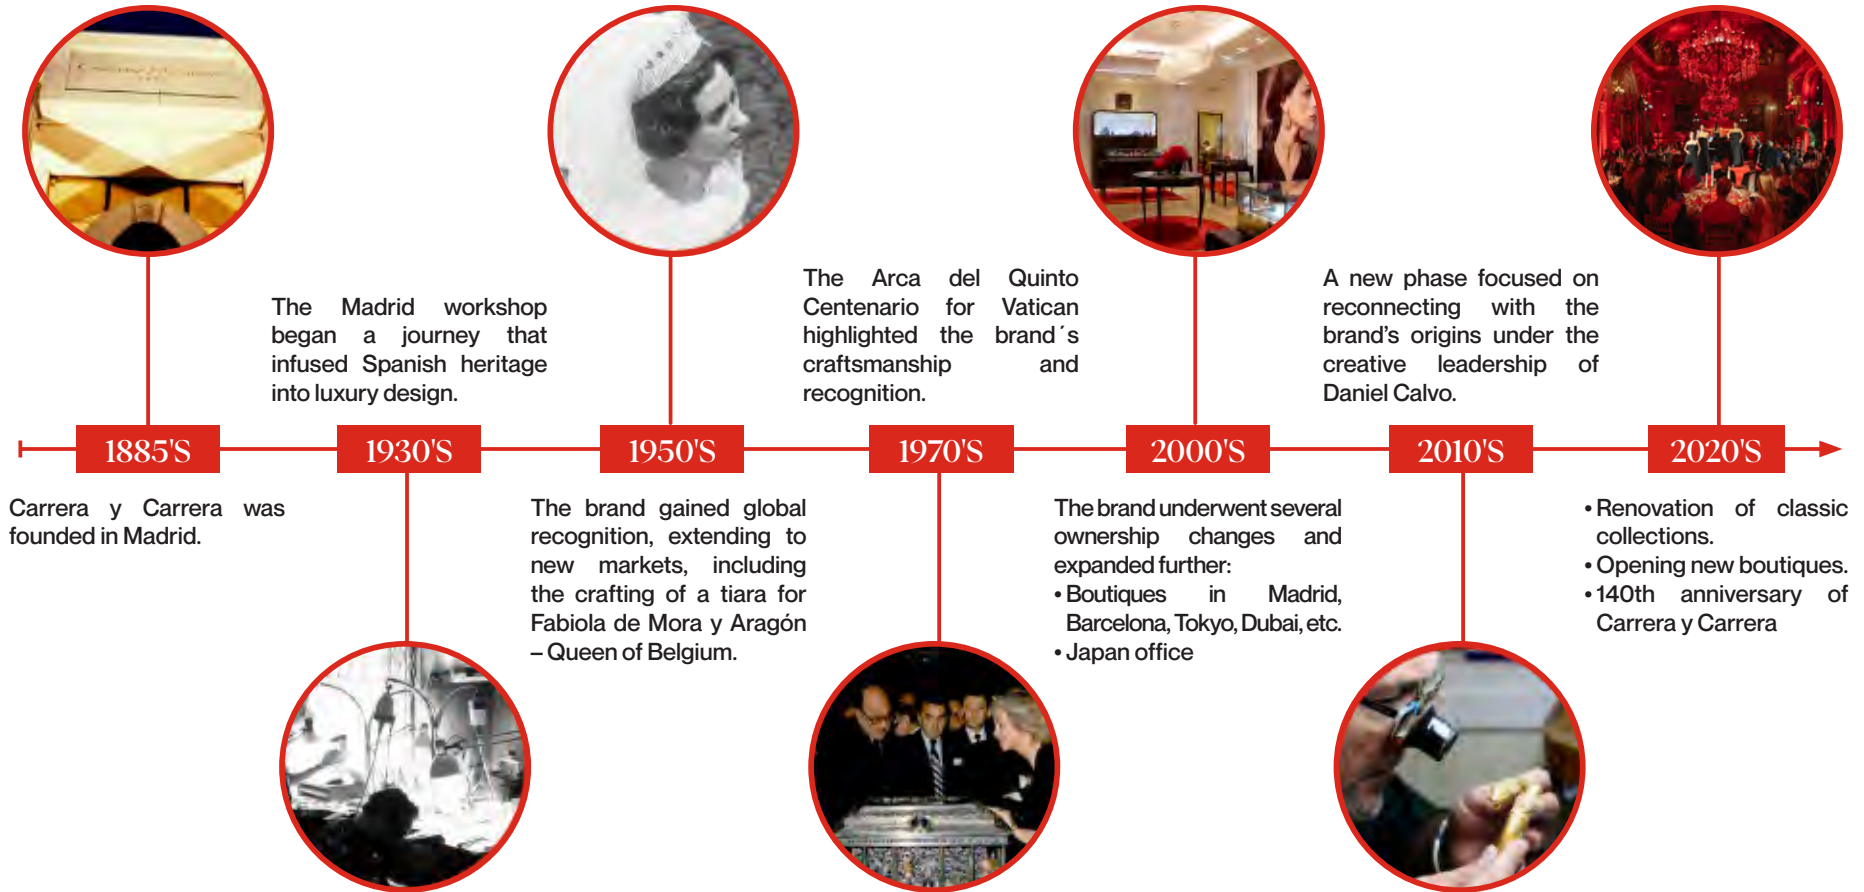 1885'S
Carrera y Carrera was
founded in Madrid.
The Madrid workshop
began a journey that
infused Spanish heritage
into luxury design.
1930'S
1950'S
The brand gained global
recognition, extending to
new markets, including
the crafting of a tiara for
Fabiola de Mora y Aragón
– Queen of Belgium.
The Arca del Quinto
Centenario for Vatican
highlighted the brand´s
craftsmanship and
recognition.
1970'S
2000'S
The brand underwent several
ownership changes and
expanded further:
• Boutiques in Madrid,
Barcelona, Tokyo, Dubai, etc.
• Japan office
A new phase focused on
reconnecting with the
brand’s origins under the
creative leadership of
Daniel Calvo.
2010'S
2020'S
• Renovation of classic
collections.
• Opening new boutiques.
• 140th anniversary of
Carrera y Carrera